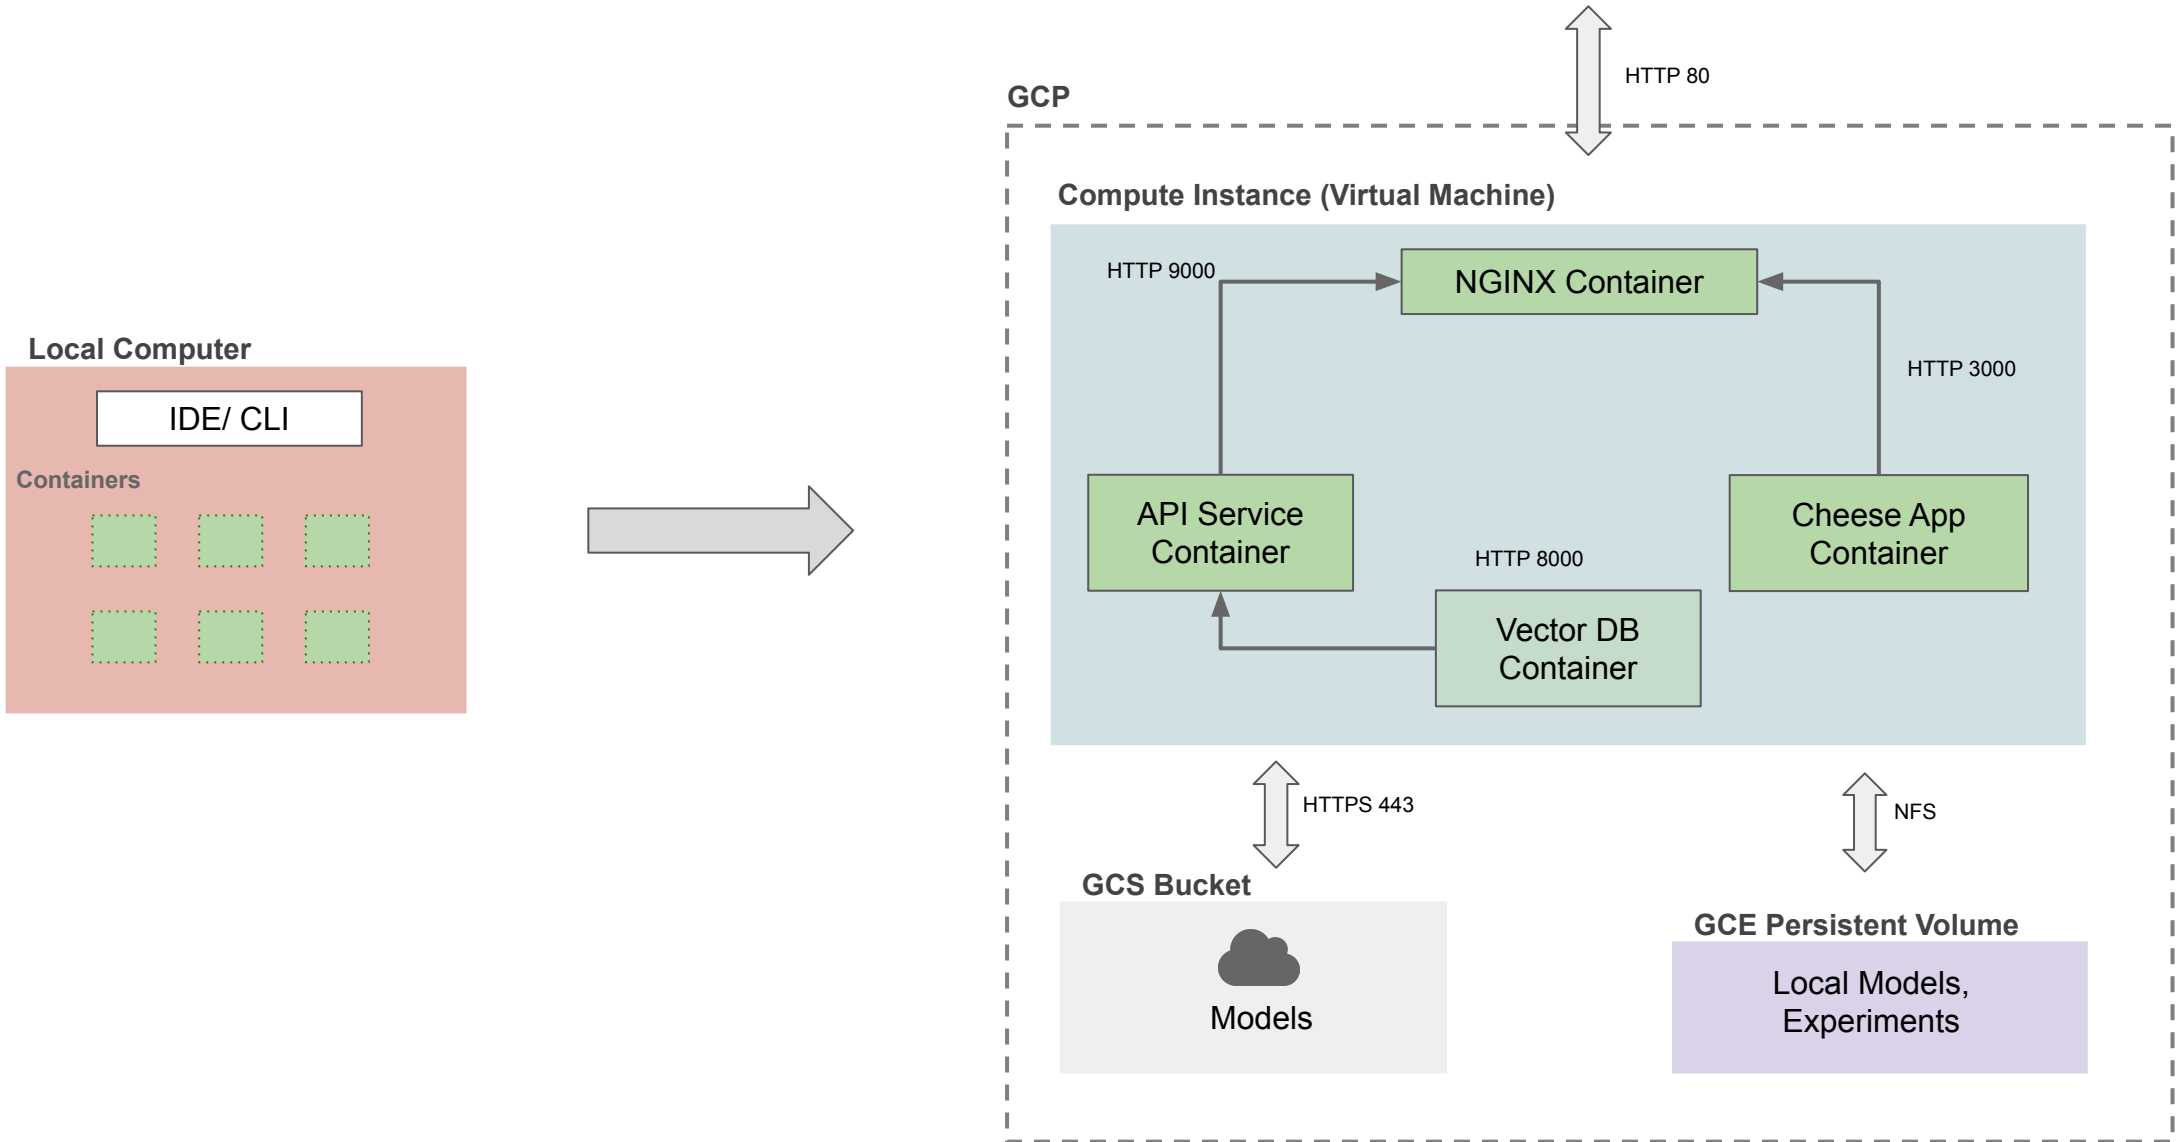 HTTP 80
GCP
Compute Instance (Virtual Machine)
HTTP 9000
NGINX Container
Local Computer
HTTP 3000
IDE/ CLI
Containers
API Service
Container
Cheese App
Container
HTTP 8000
Vector DB
Container
HTTPS 443
NFS
GCS Bucket
GCE Persistent Volume
Models
Local Models,
Experiments